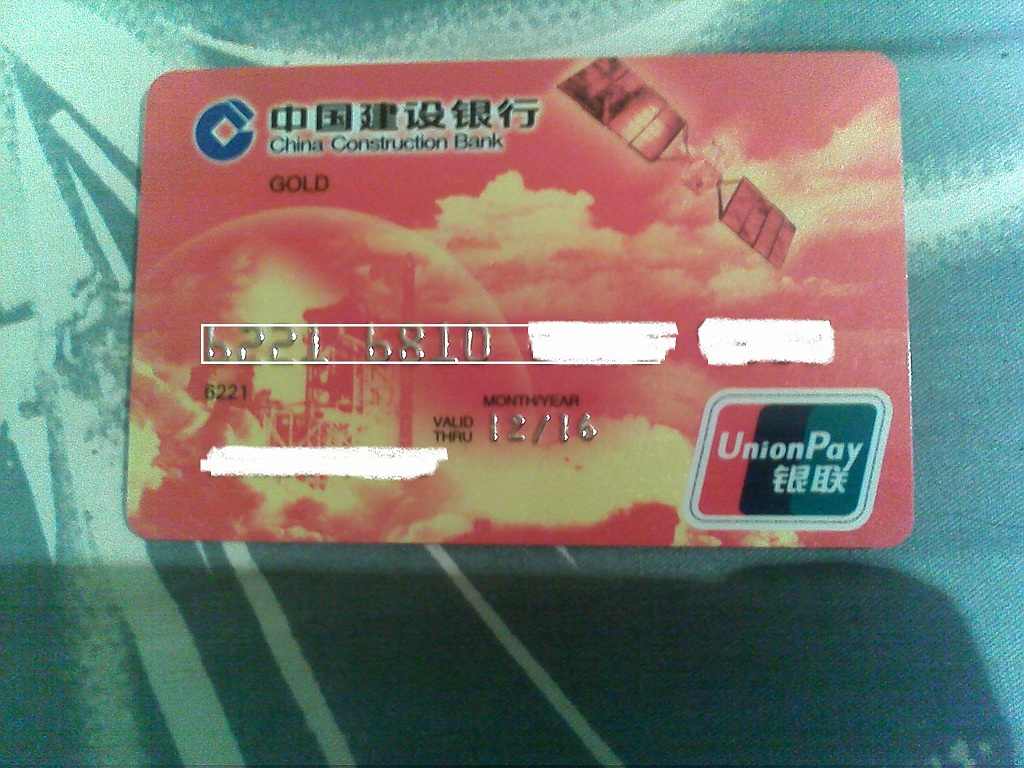 中国建设银行
China Construction Bank
GOLD
6221 6810
6221
MONTH/YEAR
VALID THRU 12/16
UnionPay
银联